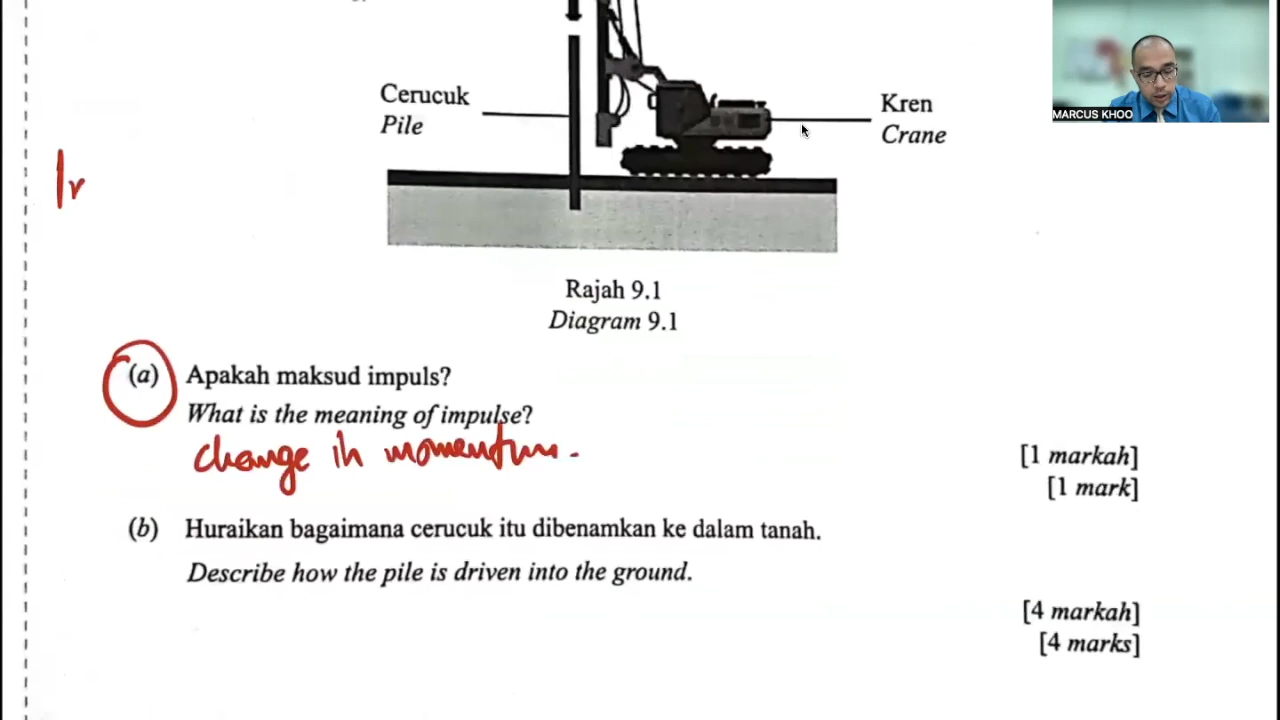 Cerucuk
Pile
Kren
Crane
MARCUS KHOO
Rajah 9.1
Diagram 9.1
(a) Apakah maksud impuls?
What is the meaning of impulse?
change in momentum.
[1 markah]
[1 mark]
(b) Huraikan bagaimana cerucuk itu dibenamkan ke dalam tanah.
Describe how the pile is driven into the ground.
[4 markah]
[4 marks]